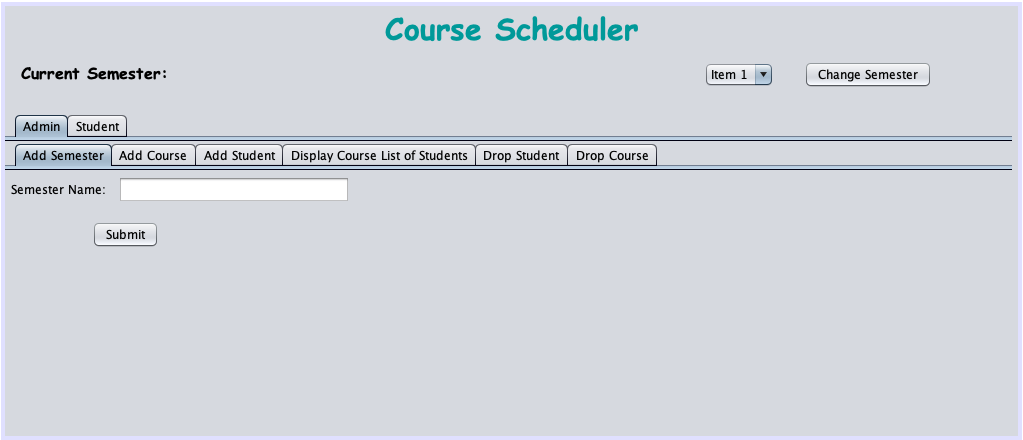 Course Scheduler
Current Semester:
Item 1
Change Semester
Admin
Student
Add Semester
Add Course
Add Student
Display Course List of Students
Drop Student
Drop Course
Semester Name:
Submit